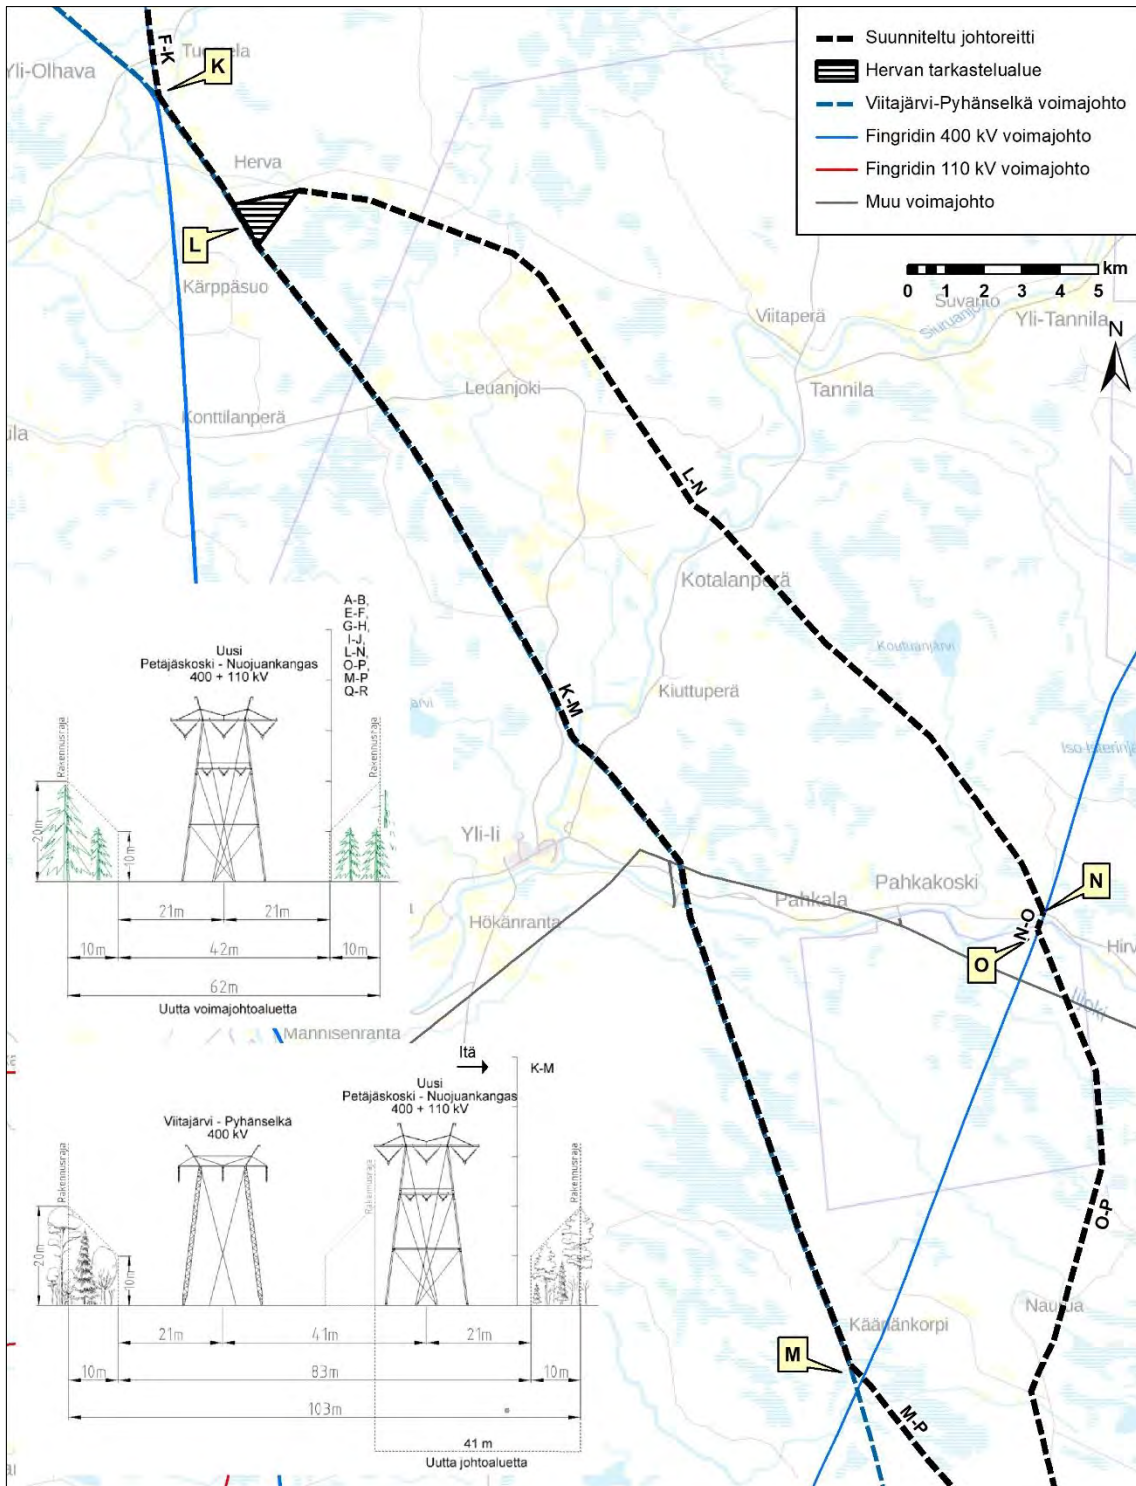 Suunniteltu johtoreitti
Hervan tarkastelualue
Viitajärvi-Pyhänselkä voimajohto
Fingridin 400 kV voimajohto
Fingridin 110 kV voimajohto
Muu voimajohto
km
0 1 2 3 4 5
N
F-K
K
Yli-Olhava
Herva
L
Kärppäsuo
Viitaperä
Suvanto
Siuruanjoki
Yli-Tannila
Tannila
Leuanjoki
Konttilanperä
L-N
Kotalanperä
Kiuttuperä
K-M
Yli-Ii
Hökänranta
Pahkala
Pahkakoski
N
N-O
O
Iijoki
Mannisenranta
O-P
Käärlänkorpi
M
M-P
A-B,
E-F,
G-H,
I-J,
L-N,
O-P,
M-P
Q-R
Uusi
Petäjäskoski - Nuojuankangas
400 + 110 kV
Rakennusraja
Rakennusraja
20m
10m
21m 21m
10m 42m 10m
62m
Uutta voimajohtoaluetta
Itä
K-M
Uusi
Petäjäskoski - Nuojuankangas
400 + 110 kV
Viitajärvi - Pyhänselkä
400 kV
Rakennusraja
Rakennusraja
Rakennusraja
20m
10m
21m 41m 21m
10m 83m 10m
103m
41 m
Uutta johtoaluetta